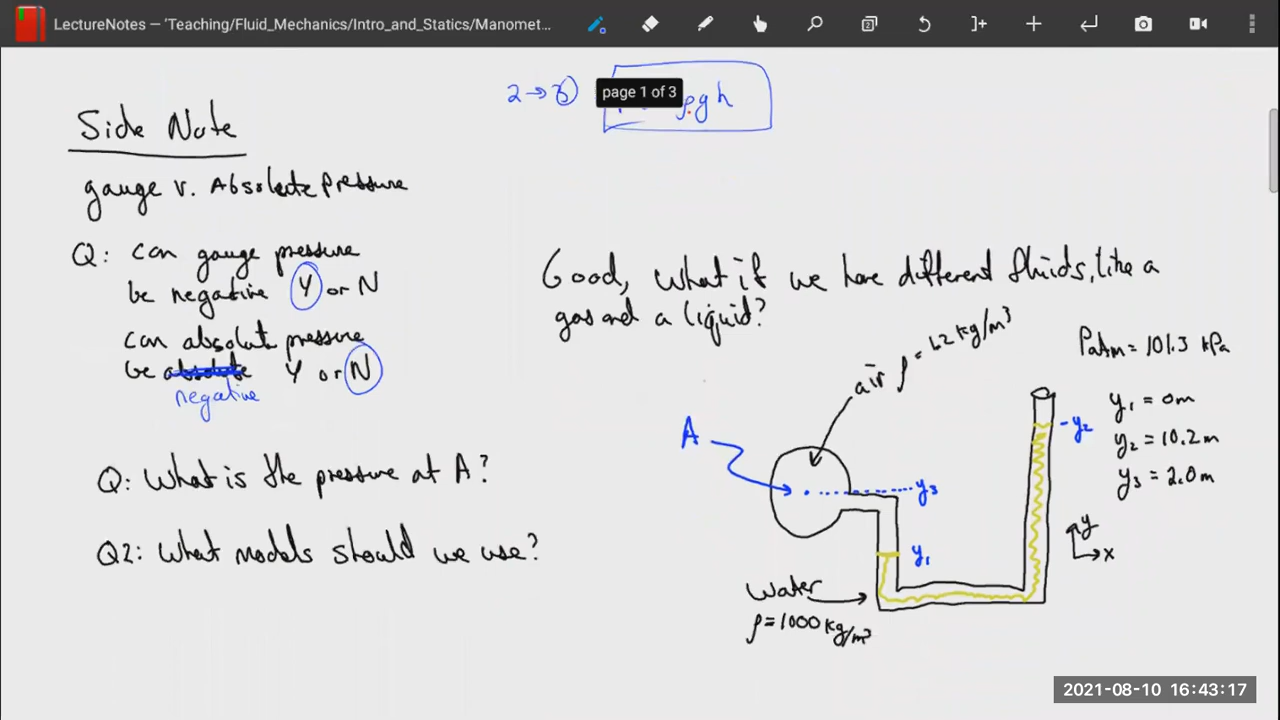 LectureNotes — 'Teaching/Fluid_Mechanics/Intro_and_Statics/Manomet...
2→3
page 1 of 3
ρgh
Side Note
gauge v. Absolute Pressure
Q: Can gauge pressure
be negative Y or N
can absolute pressure
be absolute Y or N
negative
Q: What is the pressure at A?
Q2: What models should we use?
Good, What if we have different fluids, like a
gas and a liquid?
air ρ = 1.2 kg/m³
Patm = 101.3 kPa
y₁ = 0m
y₂ = 10.2m
y₃ = 2.0m
A
-y₂
y₃
y₁
y
x
Water
ρ=1000 kg/m³
2021-08-10 16:43:17